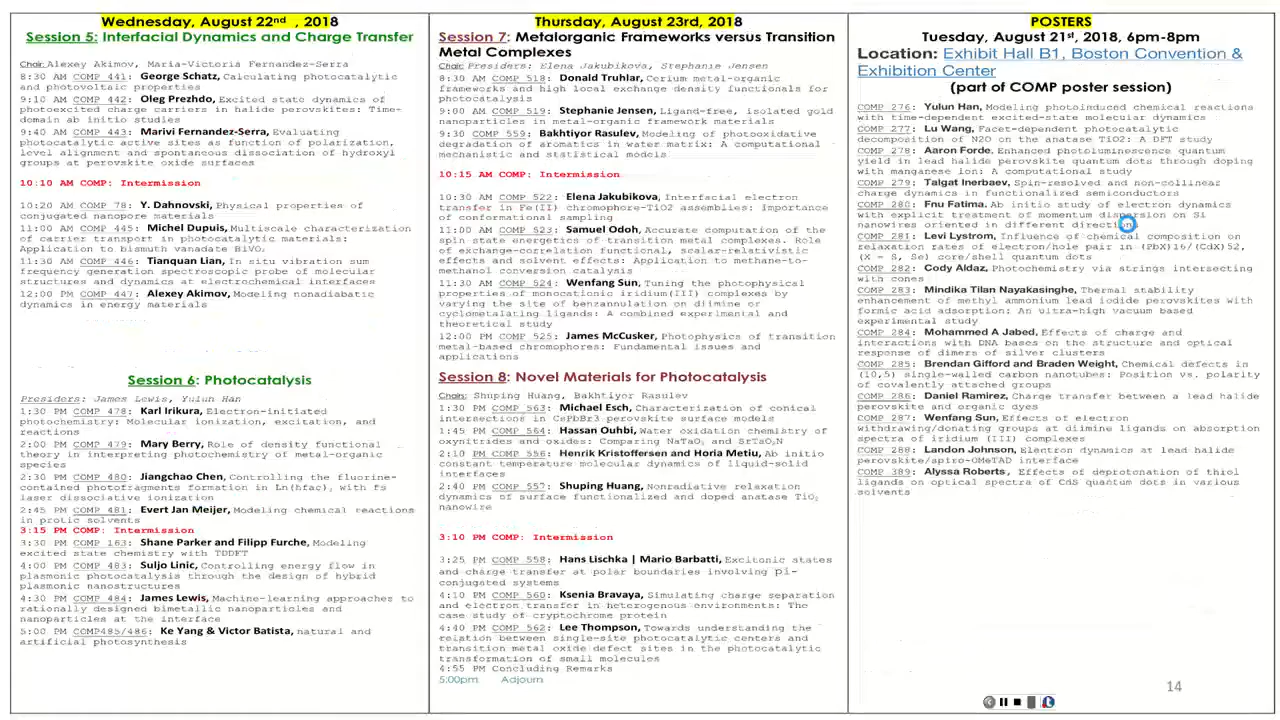 Wednesday, August 22nd , 2018
Session 5: Interfacial Dynamics and Charge Transfer
Chair: Alexey Akimov, Maria-Victoria Fernandez-Serra
8:30 AM COMP 441: George Schatz, Calculating photocatalytic
and photovoltaic properties
9:10 AM COMP 442: Oleg Prezhdo, Excited state dynamics of
photoexcited charge carriers in halide perovskites: Time-
domain ab initio studies
9:40 AM COMP 443: Marivi Fernandez-Serra, Evaluating
photocatalytic active sites as function of polarization,
level alignment and spontaneous dissociation of hydroxyl
groups at perovskite oxide surfaces
10:10 AM COMP: Intermission
10:20 AM COMP 78: Y. Dahnovski, Physical properties of
conjugated nanopore materials
11:00 AM COMP 445: Michel Dupuis, Multiscale characterization
of carrier transport in photocatalytic materials:
Application to bismuth vanadate BiVO4
11:30 AM COMP 446: Tianquan Lian, In situ vibration sum
frequency generation spectroscopic probe of molecular
structures and dynamics at electrochemical interfaces
12:00 PM COMP 447: Alexey Akimov, Modeling nonadiabatic
dynamics in energy materials
Session 6: Photocatalysis
Presiders: James Lewis, Yulun Han
1:30 PM COMP 478: Karl Irikura, Electron-initiated
photochemistry: Molecular ionization, excitation, and
reactions
2:00 PM COMP 479: Mary Berry, Role of density functional
theory in interpreting photochemistry of metal-organic
species
2:30 PM COMP 480: Jiangchao Chen, Controlling the fluorine-
contained photofragments formation in Ln(hfac)3 with fs
laser dissociative ionization
2:45 PM COMP 481: Evert Jan Meijer, Modeling chemical reactions
in protic solvents
3:15 PM COMP: Intermission
3:30 PM COMP 163: Shane Parker and Filipp Furche, Modeling
excited state chemistry with TDDFT
4:00 PM COMP 483: Suljo Linic, Controlling energy flow in
plasmonic photocatalysis through the design of hybrid
plasmonic nanostructures
4:30 PM COMP 484: James Lewis, Machine-learning approaches to
rationally designed bimetallic nanoparticles and
nanoparticles at the interface
5:00 PM COMP485/486: Ke Yang & Victor Batista, natural and
artificial photosynthesis
Thursday, August 23rd, 2018
Session 7: Metalorganic Frameworks versus Transition
Metal Complexes
Chair: Presiders: Elena Jakubikova, Stephanie Jensen
8:30 AM COMP 518: Donald Truhlar, Cerium metal-organic
frameworks and high local exchange density functionals for
photocatalysis
9:00 AM COMP 519: Stephanie Jensen, Ligand-free, isolated gold
nanoparticles in metal-organic framework materials
9:30 COMP 559: Bakhtiyor Rasulev, Modeling of photooxidative
degradation of aromatics in water matrix: A computational
mechanistic and statistical models
10:15 AM COMP: Intermission
10:30 AM COMP 522: Elena Jakubikova, Interfacial electron
transfer in Fe(II) chromophore-TiO2 assemblies: Importance
of conformational sampling
11:00 AM COMP 523: Samuel Odoh, Accurate computation of the
spin state energetics of transition metal complexes. Role
of exchange-correlation functional, scalar-relativistic
effects and solvent effects: Application to methane-to-
methanol conversion catalysis
11:30 AM COMP 524: Wenfang Sun, Tuning the photophysical
properties of monocationic iridium(III) complexes by
varying the site of benzannulation on diimine or
cyclometalating ligands: A combined experimental and
theoretical study
12:00 PM COMP 525: James McCusker, Photophysics of transition
metal-based chromophores: Fundamental issues and
applications
Session 8: Novel Materials for Photocatalysis
Chair: Shuping Huang, Bakhtiyor Rasulev
1:30 PM COMP 563: Michael Esch, Characterization of conical
intersections in CsPbBr3 perovskite surface models
1:45 PM COMP 564: Hassan Ouhbi, Water oxidation chemistry of
oxynitrides and oxides: Comparing NaTaO3 and SrTaO2N
2:10 PM COMP 556: Henrik Kristoffersen and Horia Metiu, Ab initio
constant temperature molecular dynamics of liquid-solid
interfaces
2:40 PM COMP 557: Shuping Huang, Nonradiative relaxation
dynamics of surface functionalized and doped anatase TiO2
nanowire
3:10 PM COMP: Intermission
3:25 PM COMP 558: Hans Lischka | Mario Barbatti, Excitonic states
and charge transfer at polar boundaries involving pi-
conjugated systems
4:10 PM COMP 560: Ksenia Bravaya, Simulating charge separation
and electron transfer in heterogenous environments: The
case study of cryptochrome protein
4:40 PM COMP 562: Lee Thompson, Towards understanding the
relation between single-site photocatalytic centers and
transition metal oxide defect sites in the photocatalytic
transformation of small molecules
4:55 PM Concluding Remarks
5:00pm Adjourn
POSTERS
Tuesday, August 21st, 2018, 6pm-8pm
Location: Exhibit Hall B1, Boston Convention &
Exhibition Center
(part of COMP poster session)
COMP 276: Yulun Han, Modeling photoinduced chemical reactions
with time-dependent excited-state molecular dynamics
COMP 277: Lu Wang, Facet-dependent photocatalytic
decomposition of N2O on the anatase TiO2: A DFT study
COMP 278: Aaron Forde, Enhanced photoluminescence quantum
yield in lead halide perovskite quantum dots through doping
with manganese ion: A computational study
COMP 279: Talgat Inerbaev, Spin-resolved and non-collinear
charge dynamics in functionalized semiconductors
COMP 280: Fnu Fatima. Ab initio study of electron dynamics
with explicit treatment of momentum dispersion on Si
nanowires oriented in different directions
COMP 281: Levi Lystrom, Influence of chemical composition on
relaxation rates of electron/hole pair in (PbX)16/(CdX)52,
(X = S, Se) core/shell quantum dots
COMP 282: Cody Aldaz, Photochemistry via strings intersecting
with cones
COMP 283: Mindika Tilan Nayakasinghe, Thermal stability
enhancement of methyl ammonium lead iodide perovskites with
formic acid adsorption: An ultra-high vacuum based
experimental study
COMP 284: Mohammed A Jabed, Effects of charge and
interactions with DNA bases on the structure and optical
response of dimers of silver clusters
COMP 285: Brendan Gifford and Braden Weight, Chemical defects in
(10,5) single-walled carbon nanotubes: Position vs. polarity
of covalently attached groups
COMP 286: Daniel Ramirez, Charge transfer between a lead halide
perovskite and organic dyes
COMP 287: Wenfang Sun, Effects of electron
withdrawing/donating groups at diimine ligands on absorption
spectra of iridium (III) complexes
COMP 288: Landon Johnson, Electron dynamics at lead halide
perovskite/spiro-OMeTAD interface
COMP 389: Alyssa Roberts, Effects of deprotonation of thiol
ligands on optical spectra of CdS quantum dots in various
solvents
14